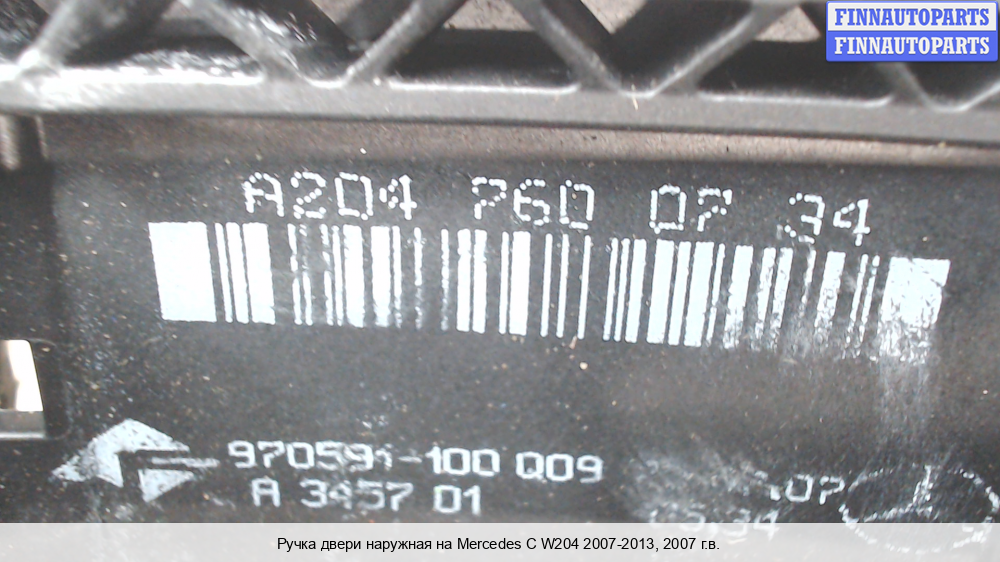 FINNAUTOPARTS
FINNAUTOPARTS
A204 760 07 34
970591-100 Q09
A 3457 01
Ручка двери наружная на Mercedes C W204 2007-2013, 2007 г.в.